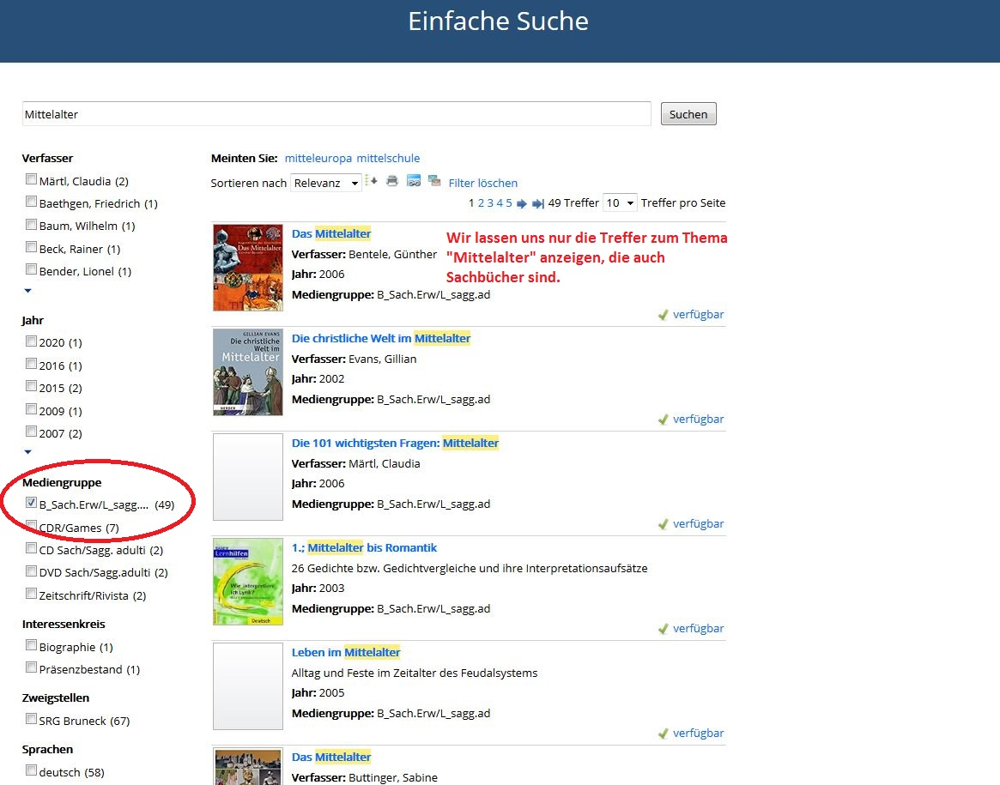 Einfache Suche
Mittelalter
Suchen
Verfasser
Märtl, Claudia (2)
Baethgen, Friedrich (1)
Baum, Wilhelm (1)
Beck, Rainer (1)
Bender, Lionel (1)
Jahr
2020 (1)
2016 (1)
2015 (2)
2009 (1)
2007 (2)
Mediengruppe
B_Sach.Erw/L_sagg.... (49)
CDR/Games (7)
CD Sach/Sagg. adulti (2)
DVD Sach/Sagg.adulti (2)
Zeitschrift/Rivista (2)
Interessenkreis
Biographie (1)
Präsenzbestand (1)
Zweigstellen
SRG Bruneck (67)
Sprachen
deutsch (58)
Meinten Sie: mitteleuropa mittelschule
Sortieren nach Relevanz Filter löschen
1 2 3 4 5 49 Treffer 10 Treffer pro Seite
Das Mittelalter
Das Mittelalter
Verfasser: Bentele, Günther
Jahr: 2006
Mediengruppe: B_Sach.Erw/L_sagg.ad
Wir lassen uns nur die Treffer zum Thema
"Mittelalter" anzeigen, die auch
Sachbücher sind.
verfügbar
GILLIAN EVANS
Die christliche
Welt im
Mittelalter
HERDER
Die christliche Welt im Mittelalter
Verfasser: Evans, Gillian
Jahr: 2002
Mediengruppe: B_Sach.Erw/L_sagg.ad
verfügbar
Die 101 wichtigsten Fragen: Mittelalter
Verfasser: Märtl, Claudia
Jahr: 2006
Mediengruppe: B_Sach.Erw/L_sagg.ad
verfügbar
Lernhilfen
Wie interpretiere
ich Lyrik?
Deutsch
1.; Mittelalter bis Romantik
26 Gedichte bzw. Gedichtvergleiche und ihre Interpretationsaufsätze
Jahr: 2003
Mediengruppe: B_Sach.Erw/L_sagg.ad
verfügbar
Leben im Mittelalter
Alltag und Feste im Zeitalter des Feudalsystems
Jahr: 2005
Mediengruppe: B_Sach.Erw/L_sagg.ad
verfügbar
Das Mittelalter
Verfasser: Buttinger, Sabine